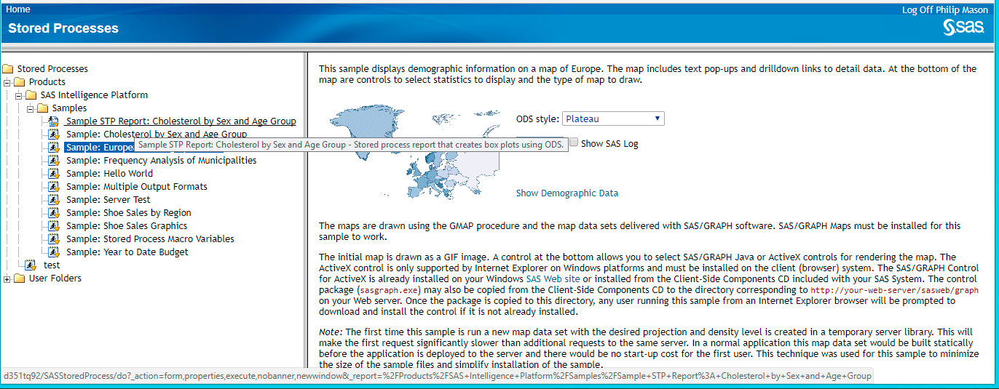 Home
Log Off Philip Mason
Stored Processes
sas
Stored Processes
Products
SAS Intelligence Platform
Samples
Sample STP Report: Cholesterol by Sex and Age Group
Sample: Cholesterol by Sex and Age Group
Sample: Europe
Sample STP Report: Cholesterol by Sex and Age Group - Stored process report that creates box plots using ODS.
Sample: Frequency Analysis of Municipalities
Sample: Hello World
Sample: Multiple Output Formats
Sample: Server Test
Sample: Shoe Sales by Region
Sample: Shoe Sales Graphics
Sample: Stored Process Macro Variables
Sample: Year to Date Budget
test
User Folders
This sample displays demographic information on a map of Europe. The map includes text pop-ups and drilldown links to detail data. At the bottom of the
map are controls to select statistics to display and the type of map to draw.
ODS style: Plateau
Show SAS Log
Show Demographic Data
The maps are drawn using the GMAP procedure and the map data sets delivered with SAS/GRAPH software. SAS/GRAPH Maps must be installed for this
sample to work.
The initial map is drawn as a GIF image. A control at the bottom allows you to select SAS/GRAPH Java or ActiveX controls for rendering the map. The
ActiveX control is only supported by Internet Explorer on Windows platforms and must be installed on the client (browser) system. The SAS/GRAPH Control
for ActiveX is already installed on your Windows SAS Web site or installed from the Client-Side Components CD included with your SAS System. The control
package (sasgraph.exe) may also be copied from the Client-Side Components CD to the directory corresponding to http://your-web-server/sasweb/graph
on your Web server. Once the package is copied to this directory, any user running this sample from an Internet Explorer browser will be prompted to
download and install the control if it is not already installed.
Note: The first time this sample is run a new map data set with the desired projection and density level is created in a temporary server library. This will
make the first request significantly slower than additional requests to the same server. In a normal application this map data set would be built statically
before the application is deployed to the server and there would be no start-up cost for the first user. This technique was used for this sample to minimize
the size of the sample files and simplify installation of the sample.
d351tq92/SASStoredProcess/do?_action=form,properties,execute,nobanner,newwindow&_report=%2FProducts%2FSAS+Intelligence+Platform%2FSamples%2FSample+STP+Report%3A+Cholesterol+by+Sex+and+Age+Group